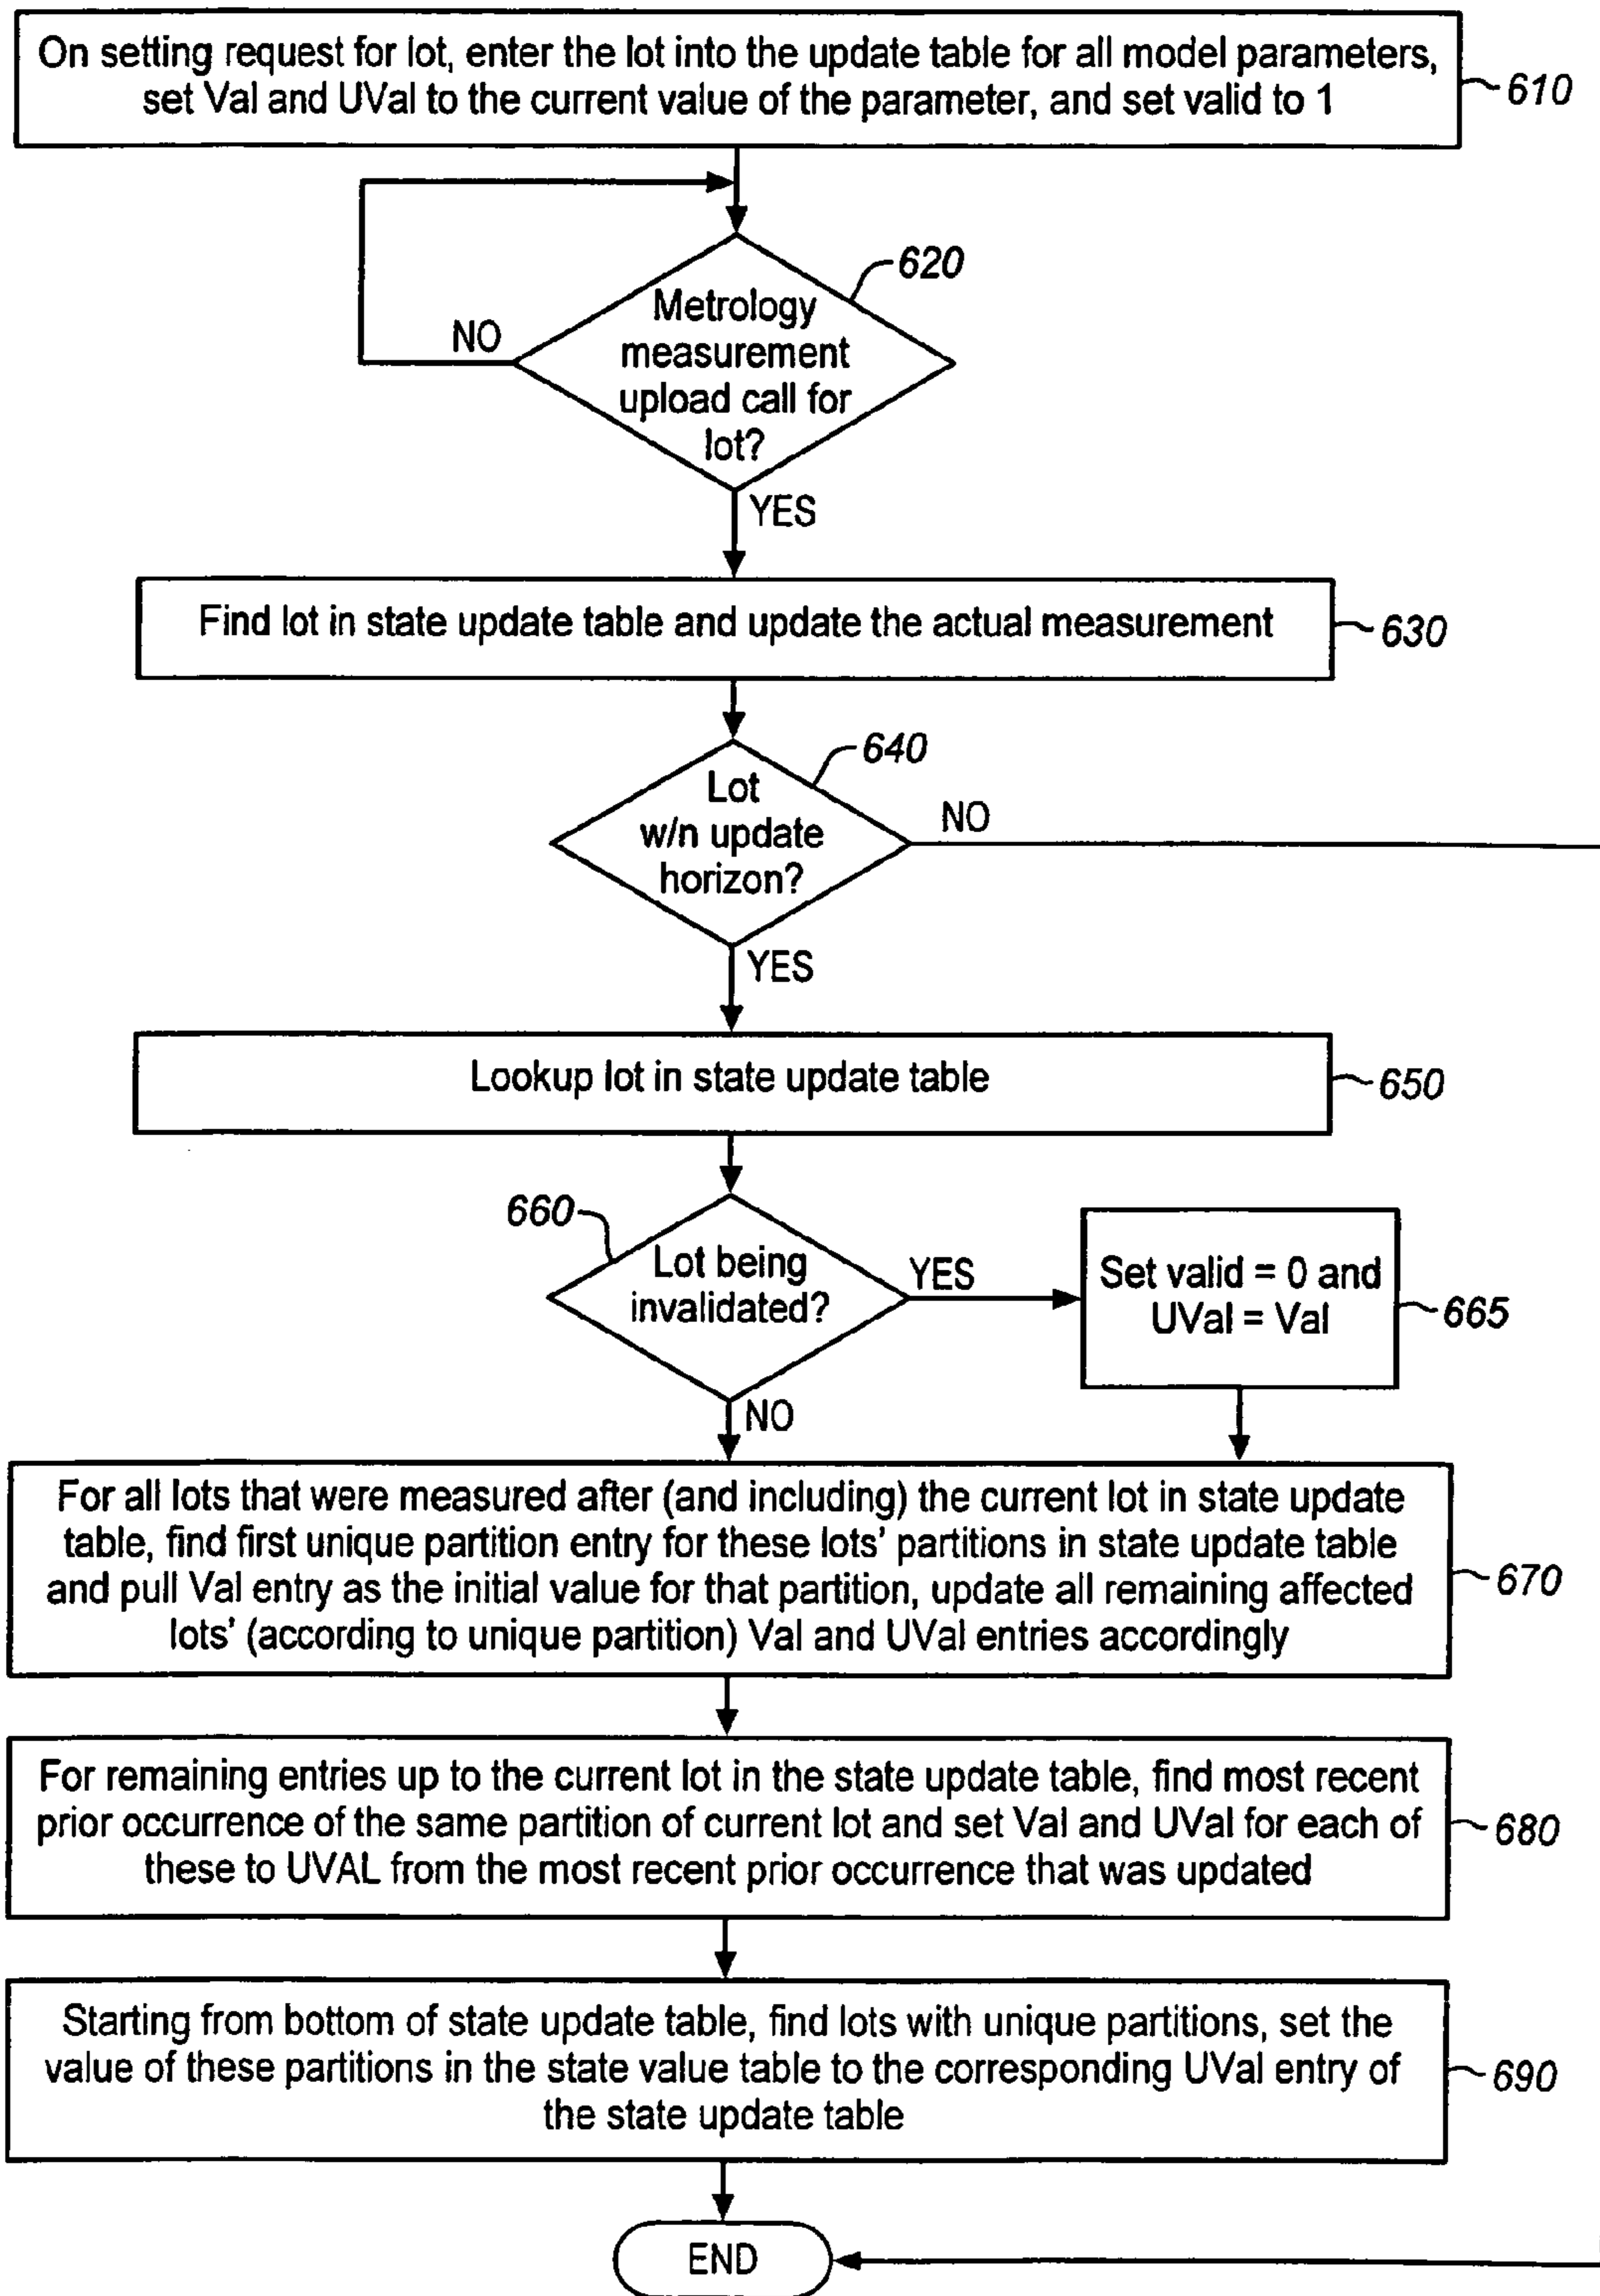 On setting request for lot, enter the lot into the update table for all model parameters,
set Val and UVal to the current value of the parameter, and set valid to 1
610
620
Metrology
measurement
upload call for
lot?
NO
YES
Find lot in state update table and update the actual measurement
630
640
Lot
w/n update
horizon?
NO
YES
Lookup lot in state update table
650
660
Lot being
invalidated?
YES
Set valid = 0 and
UVal = Val
665
NO
For all lots that were measured after (and including) the current lot in state update
table, find first unique partition entry for these lots' partitions in state update table
and pull Val entry as the initial value for that partition, update all remaining affected
lots' (according to unique partition) Val and UVal entries accordingly
670
For remaining entries up to the current lot in the state update table, find most recent
prior occurrence of the same partition of current lot and set Val and UVal for each of
these to UVAL from the most recent prior occurrence that was updated
680
Starting from bottom of state update table, find lots with unique partitions, set the
value of these partitions in the state value table to the corresponding UVal entry of
the state update table
690
END